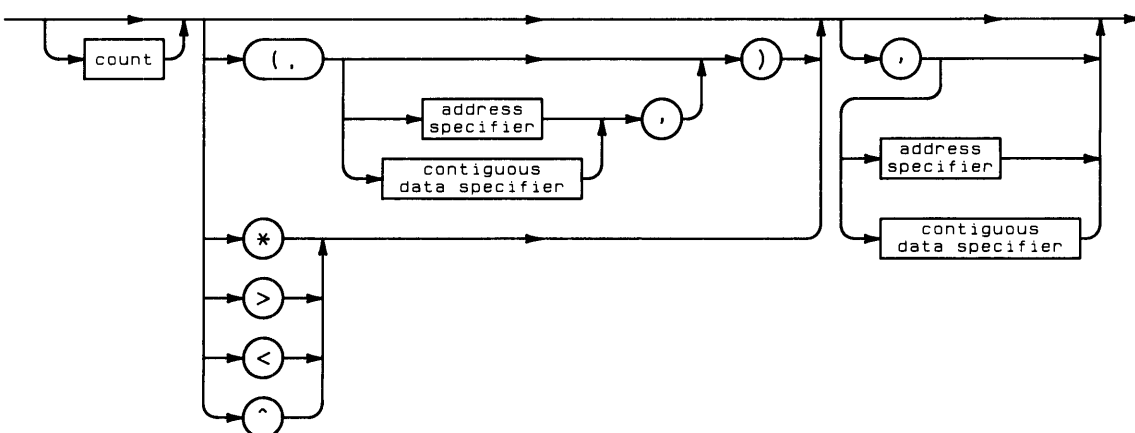 count
( ,
)
,
address
specifier
,
contiguous
data specifier
address
specifier
contiguous
data specifier
*
>
<
^